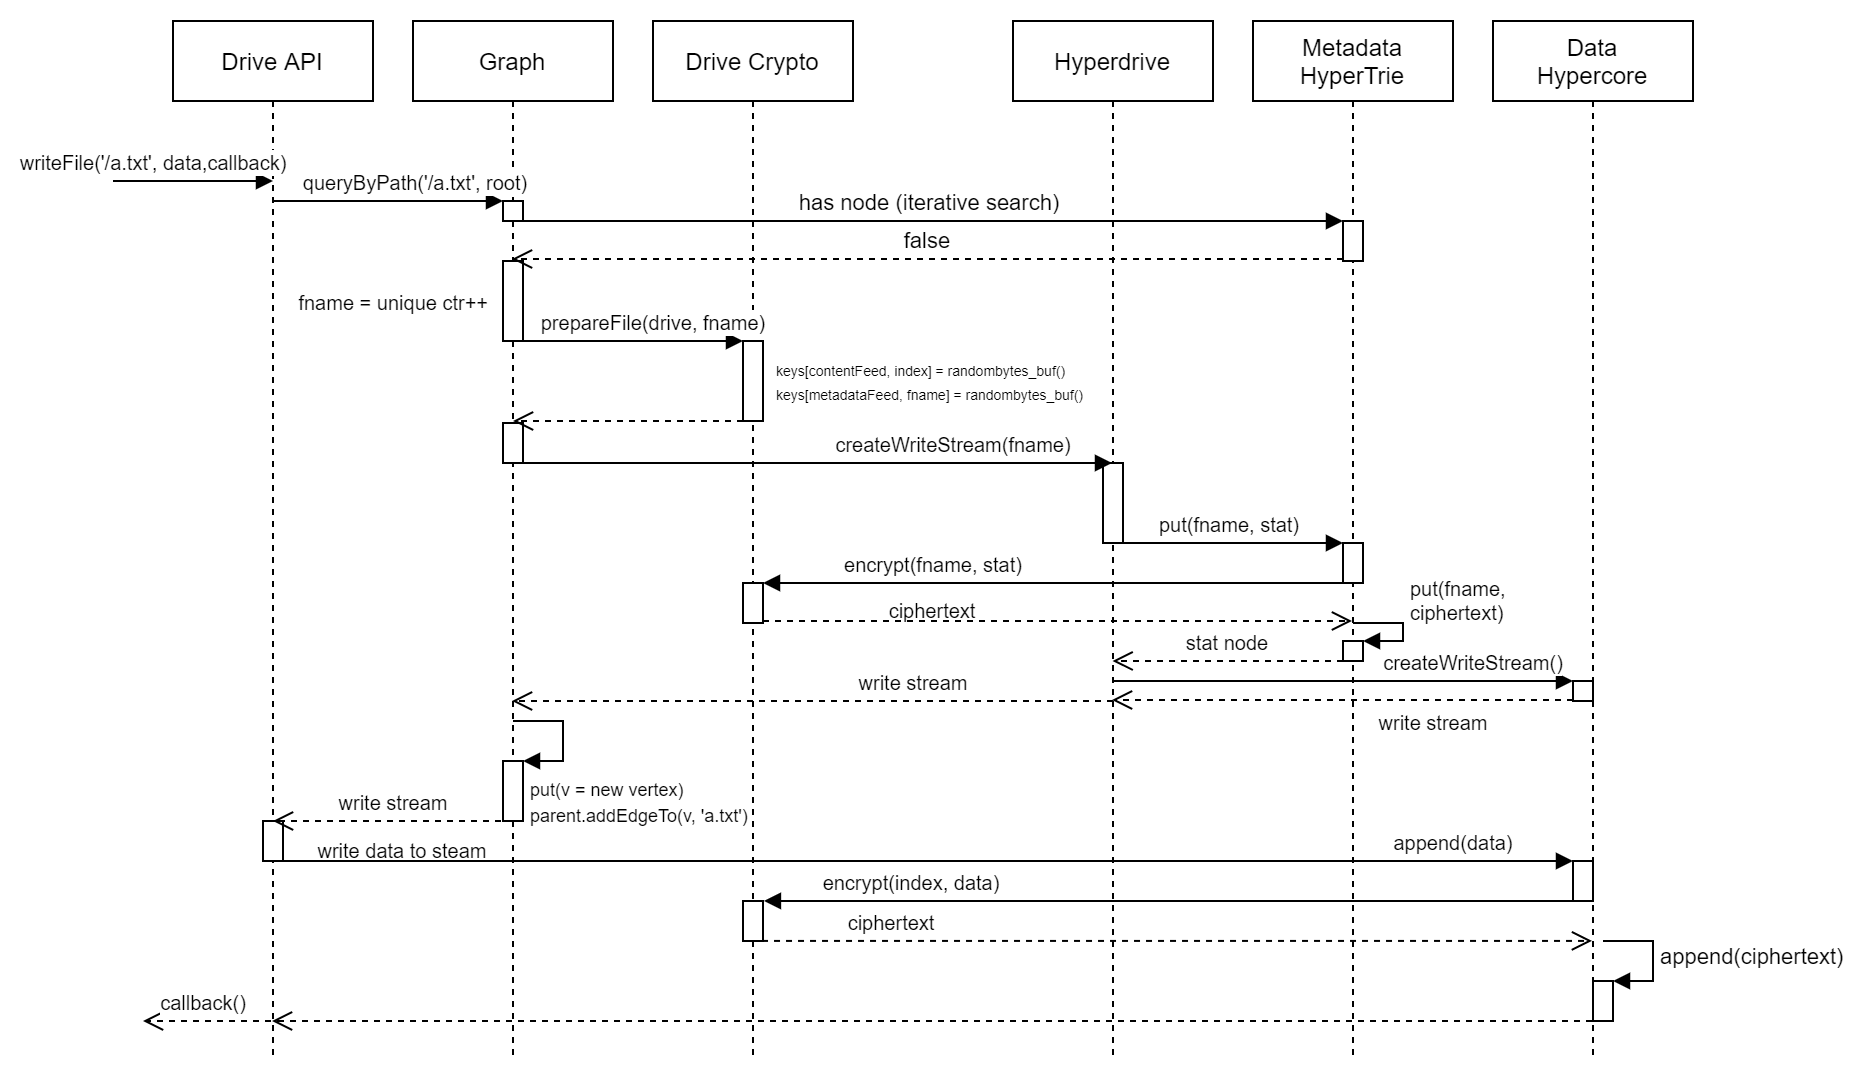 Drive API
Graph
Drive Crypto
Hyperdrive
Metadata
HyperTrie
Data
Hypercore
writeFile('/a.txt', data,callback)
queryByPath('/a.txt', root)
has node (iterative search)
false
fname = unique ctr++
prepareFile(drive, fname)
keys[contentFeed, index] = randombytes_buf()
keys[metadataFeed, fname] = randombytes_buf()
createWriteStream(fname)
put(fname, stat)
encrypt(fname, stat)
put(fname,
ciphertext)
ciphertext
stat node
createWriteStream()
write stream
write stream
put(v = new vertex)
parent.addEdgeTo(v, 'a.txt')
write stream
write data to steam
append(data)
encrypt(index, data)
ciphertext
append(ciphertext)
callback()